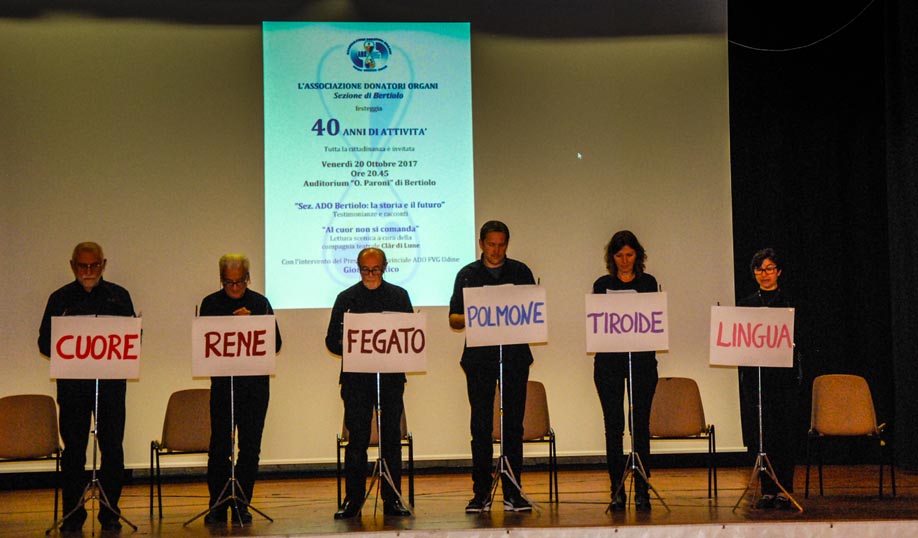 L'ASSOCIAZIONE DONATORI ORGANI
Sezione di Bertiolo
festeggia
40 ANNI DI ATTIVITA'
Tutta la cittadinanza è invitata
Venerdì 20 Ottobre 2017
Ore 20.45
Auditorium "O. Paroni" di Bertiolo
"Sez. ADO Bertiolo: la storia e il futuro"
Testimonianze e racconti
"Al cuor non si comanda"
Lettura scenica a cura della
compagnia teatrale Clâr di Lune
Con l'intervento del ADO FVG Udine
CUORE
RENE
FEGATO
POLMONE
TIROIDE
LINGUA